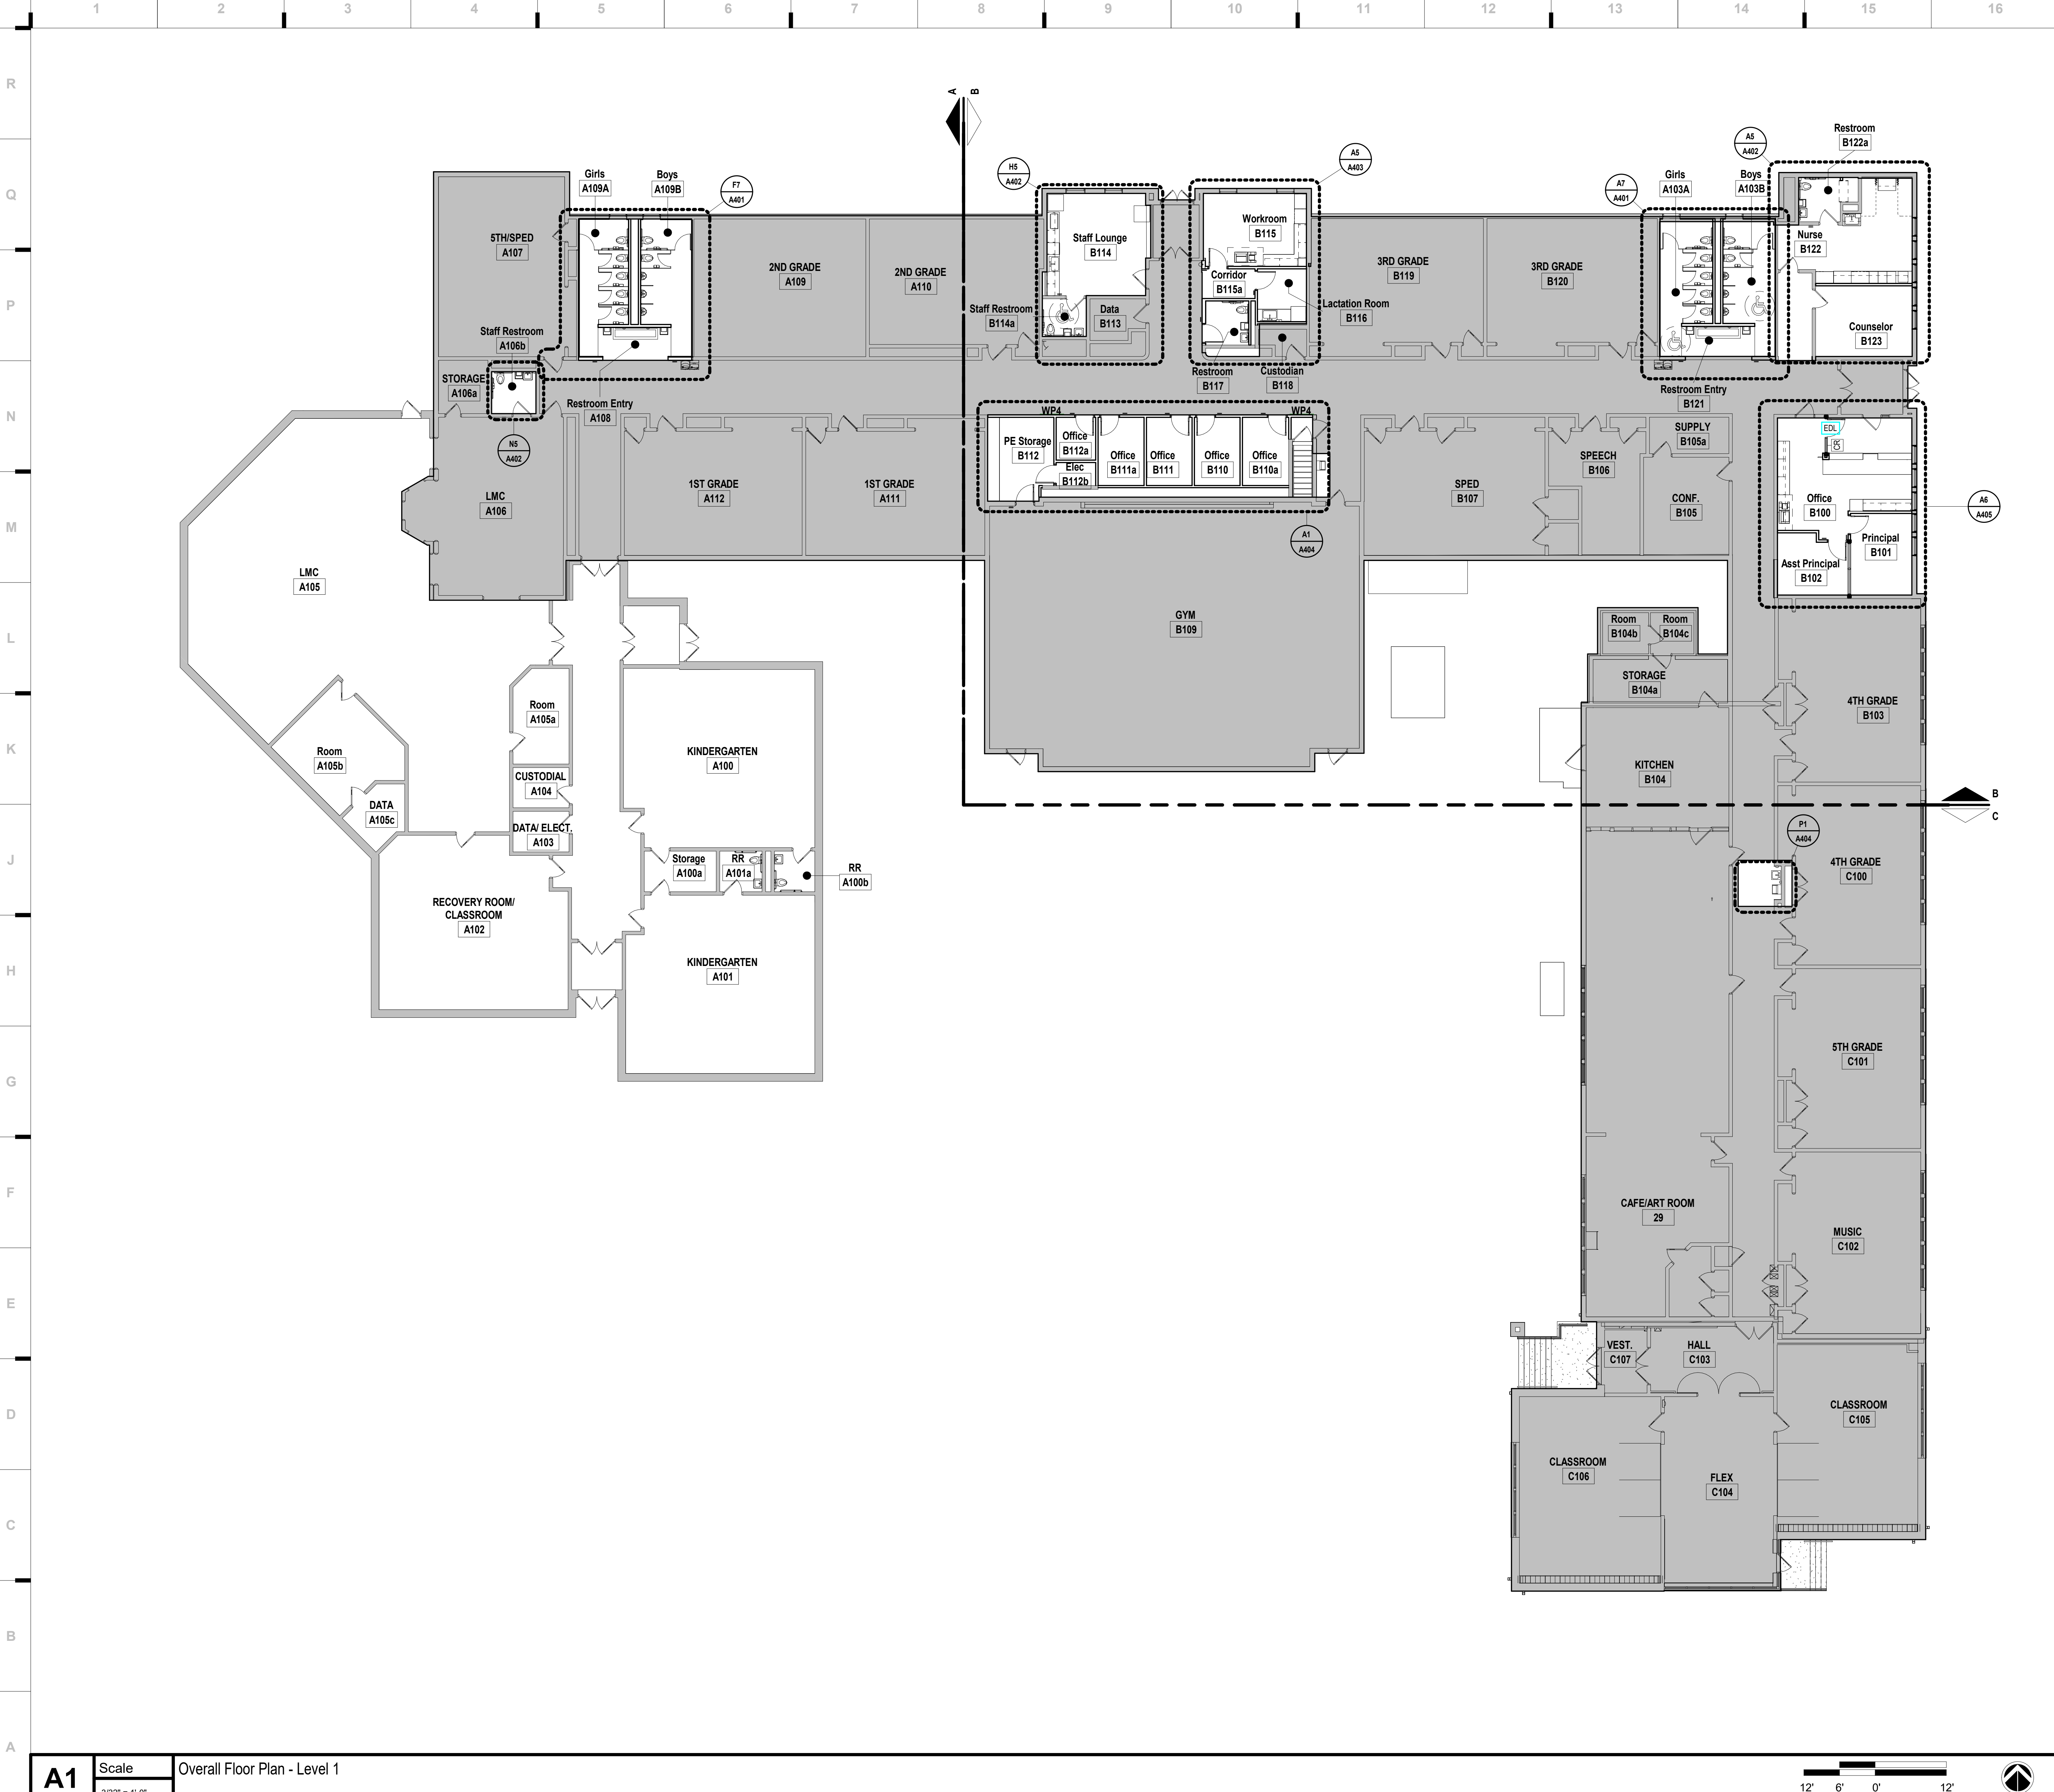 1 2 3 4 5 6 7 8 9 10 11 12 13 14 15 16
R
Q
P
N
M
L
K
J
H
G
F
E
D
C
B
A
A B
Girls
A109A
Boys
A109B
F7
A401
H5
A402
A5
A403
A7
A401
Girls
A103A
Boys
A103B
A5
A402
Restroom
B122a
5TH/SPED
A107
2ND GRADE
A109
2ND GRADE
A110
Staff Lounge
B114
Staff Restroom
B114a
Data
B113
Workroom
B115
Corridor
B115a
Lactation Room
B116
Restroom
B117
Custodian
B118
3RD GRADE
B119
3RD GRADE
B120
Nurse
B122
Counselor
B123
Staff Restroom
A106b
STORAGE
A106a
N5
A402
Restroom Entry
A108
Restroom Entry
B121
LMC
A106
1ST GRADE
A112
1ST GRADE
A111
WP4
WP4
PE Storage
B112
Office
B112a
Elec
B112b
Office
B111a
Office
B111
Office
B110
Office
B110a
A1
A404
SPED
B107
SPEECH
B106
SUPPLY
B105a
CONF.
B105
EDL
Office
B100
Principal
B101
Asst Principal
B102
A6
A405
LMC
A105
GYM
B109
Room
B104b
Room
B104c
STORAGE
B104a
4TH GRADE
B103
KITCHEN
B104
Room
A105a
Room
A105b
CUSTODIAL
A104
DATA
A105c
DATA/ ELECT.
A103
KINDERGARTEN
A100
B
C
P1
A404
4TH GRADE
C100
Storage
A100a
RR
A101a
RR
A100b
RECOVERY ROOM/
CLASSROOM
A102
KINDERGARTEN
A101
5TH GRADE
C101
CAFE/ART ROOM
29
MUSIC
C102
VEST.
C107
HALL
C103
CLASSROOM
C105
CLASSROOM
C106
FLEX
C104
A1
Scale
Overall Floor Plan - Level 1
12' 6' 0' 12'